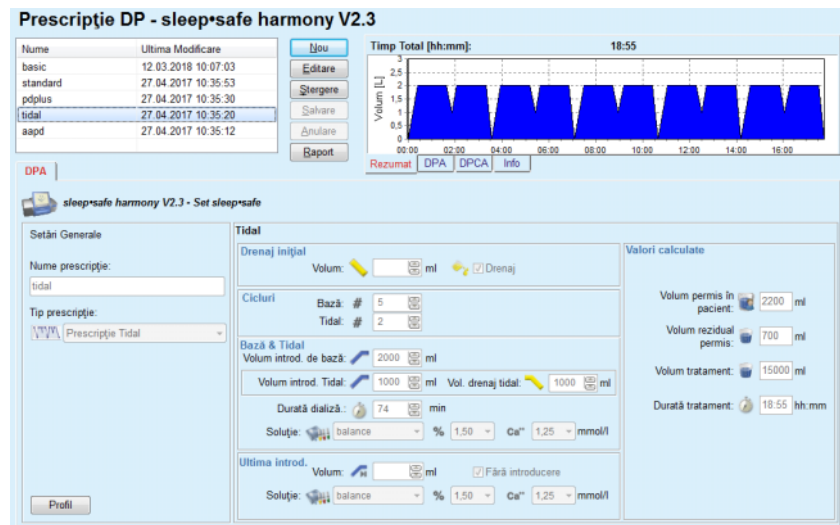 Prescripţie DP - sleep•safe harmony V2.3
Nume Ultima Modificare
basic 12.03.2018 10:07:03
standard 27.04.2017 10:35:53
pdplus 27.04.2017 10:35:30
tidal 27.04.2017 10:35:20
aapd 27.04.2017 10:35:12
Nou
Editare
Ştergere
Salvare
Anulare
Raport
Timp Total [hh:mm]: 18:55
Volum [L]
3
2,5
2
1,5
1
0,5
0
00:00 02:00 04:00 06:00 08:00 10:00 12:00 14:00 16:00
Rezumat DPA DPCA Info
DPA
sleep•safe harmony V2.3 - Set sleep•safe
Setări Generale
Nume prescripţie:
tidal
Tip prescripţie:
Prescripţie Tidal
Profil
Tidal
Drenaj iniţial
Volum: ml Drenaj
Cicluri
Bază: # 5
Tidal: # 2
Bază & Tidal
Volum introd. de bază: 2000 ml
Volum introd. Tidal: 1000 ml Vol. drenaj tidal: 1000 ml
Durată dializă.: 74 min
Soluţie: balance % 1,50 Ca⁺⁺ 1,25 mmol/l
Ultima introd.
Volum: ml Fără introducere
Soluţie: balance % 1,50 Ca⁺⁺ 1,25 mmol/l
Valori calculate
Volum permis în
pacient: 2200 ml
Volum rezidual
permis: 700 ml
Volum tratament: 15000 ml
Durată tratament: 18:55 hh:mm